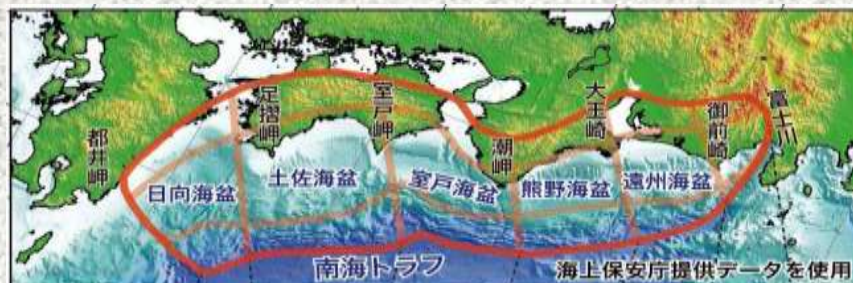 都井岬
足摺岬
室戸岬
潮岬
大王崎
御前崎
富士川
日向海盆
土佐海盆
室戸海盆
熊野海盆
遠州海盆
南海トラフ
海上保安庁提供データを使用